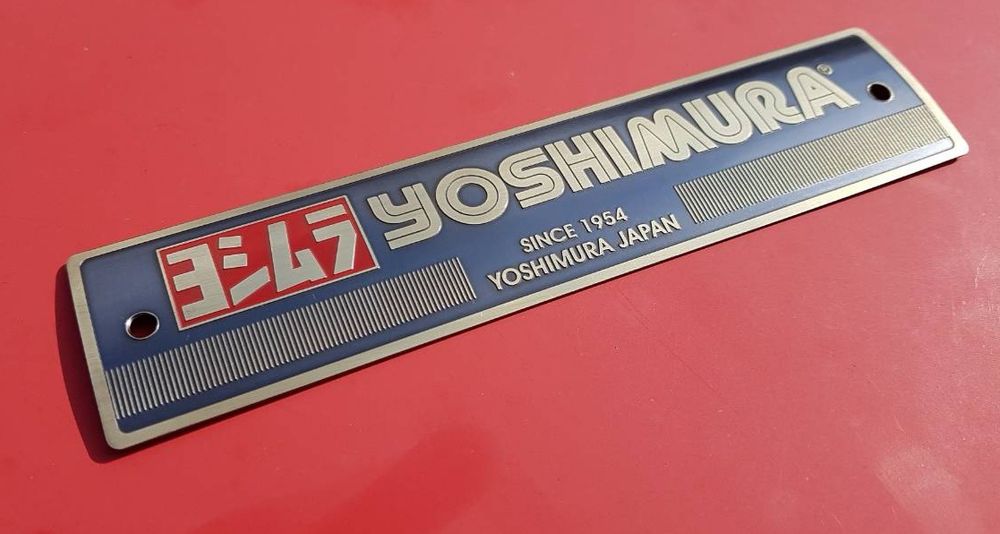 ヨシムラ YOSHIMURA®
SINCE 1954
YOSHIMURA JAPAN